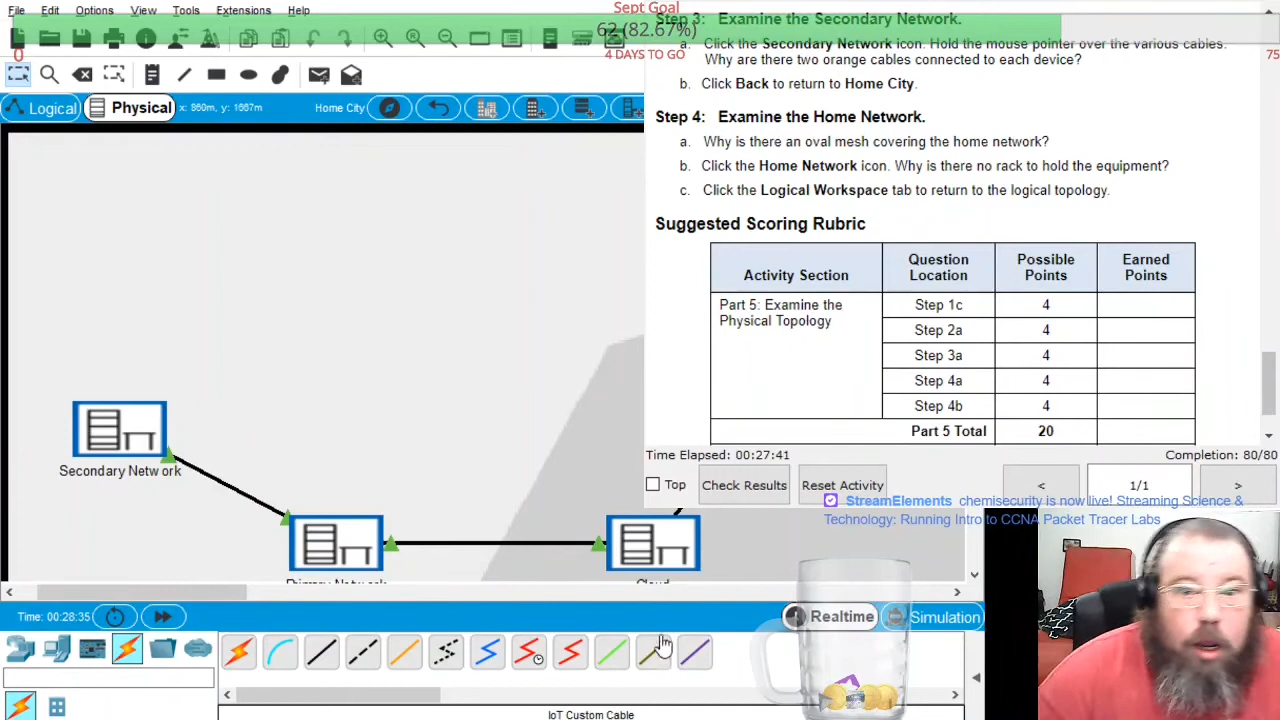 File Edit Options View Tools Extensions Help
Sept Goal
62 (82.67%)
0
4 DAYS TO GO
75
Logical
Physical
x: 860m, y: 1667m
Home City
Step 3: Examine the Secondary Network.
a. Click the Secondary Network icon. Hold the mouse pointer over the various cables.
Why are there two orange cables connected to each device?
b. Click Back to return to Home City.
Step 4: Examine the Home Network.
a. Why is there an oval mesh covering the home network?
b. Click the Home Network icon. Why is there no rack to hold the equipment?
c. Click the Logical Workspace tab to return to the logical topology.
Suggested Scoring Rubric
Activity Section
Question
Location
Possible
Points
Earned
Points
Part 5: Examine the
Physical Topology
Step 1c 4
Step 2a 4
Step 3a 4
Step 4a 4
Step 4b 4
Part 5 Total 20
Time Elapsed: 00:27:41
Completion: 80/80
Top
Check Results
Reset Activity
<
1/1
>
StreamElements chemisecurity is now live! Streaming Science &
Technology: Running Intro to CCNA Packet Tracer Labs
Secondary Network
Primary Network
Cloud
Time: 00:28:35
Realtime
Simulation
IoT Custom Cable